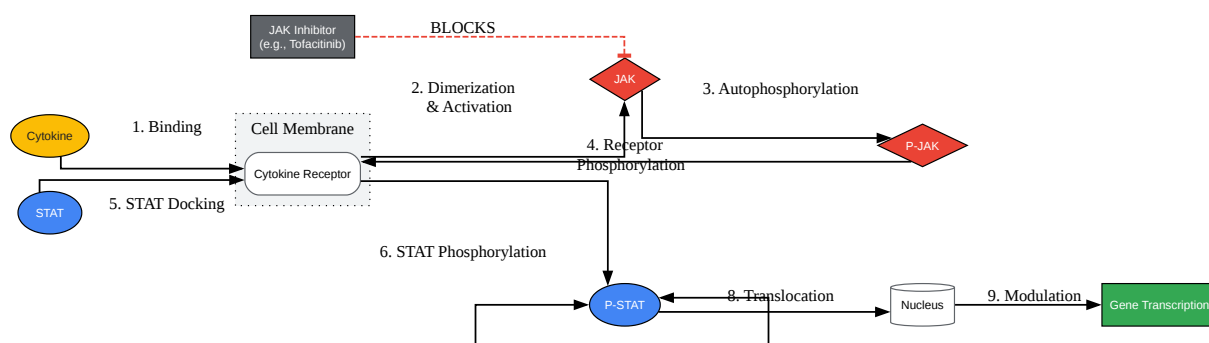 JAK Inhibitor
(e.g., Tofacitinib)
BLOCKS
2. Dimerization
& Activation
JAK
3. Autophosphorylation
Cytokine
1. Binding
Cell Membrane
Cytokine Receptor
4. Receptor
Phosphorylation
P-JAK
STAT
5. STAT Docking
6. STAT Phosphorylation
P-STAT
8. Translocation
Nucleus
9. Modulation
Gene Transcription